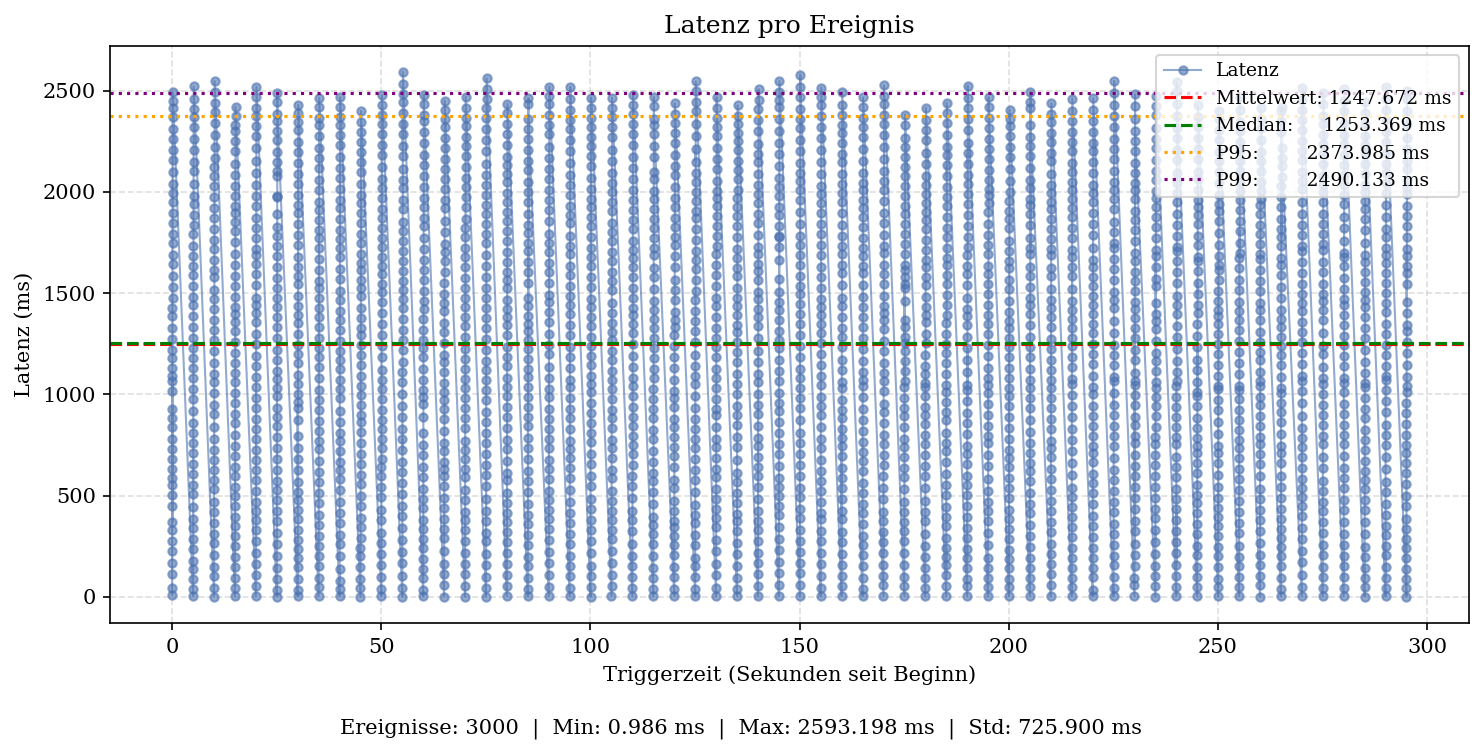 Latenz pro Ereignis
Latenz (ms)
2500
2000
1500
1000
500
0
Latenz
Mittelwert: 1247.672 ms
Median: 1253.369 ms
P95: 2373.985 ms
P99: 2490.133 ms
0 50 100 150 200 250 300
Triggerzeit (Sekunden seit Beginn)
Ereignisse: 3000 | Min: 0.986 ms | Max: 2593.198 ms | Std: 725.900 ms